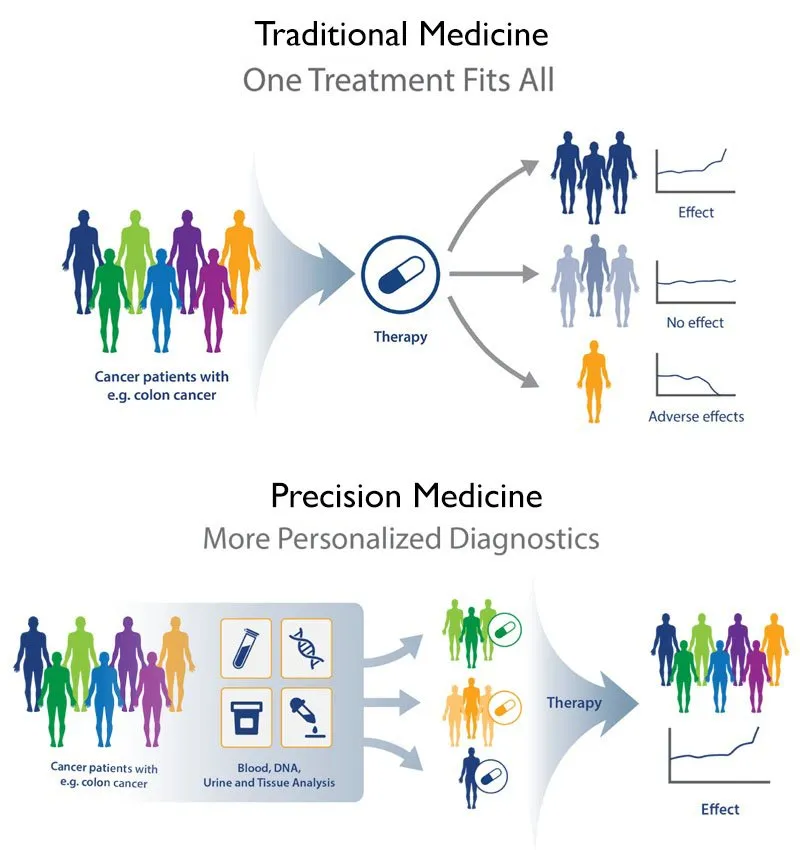 Traditional Medicine
One Treatment Fits All
Effect
Therapy
No effect
Cancer patients with
e.g. colon cancer
Adverse effects
Precision Medicine
More Personalized Diagnostics
Therapy
Cancer patients with
e.g. colon cancer
Blood, DNA,
Urine and Tissue Analysis
Effect